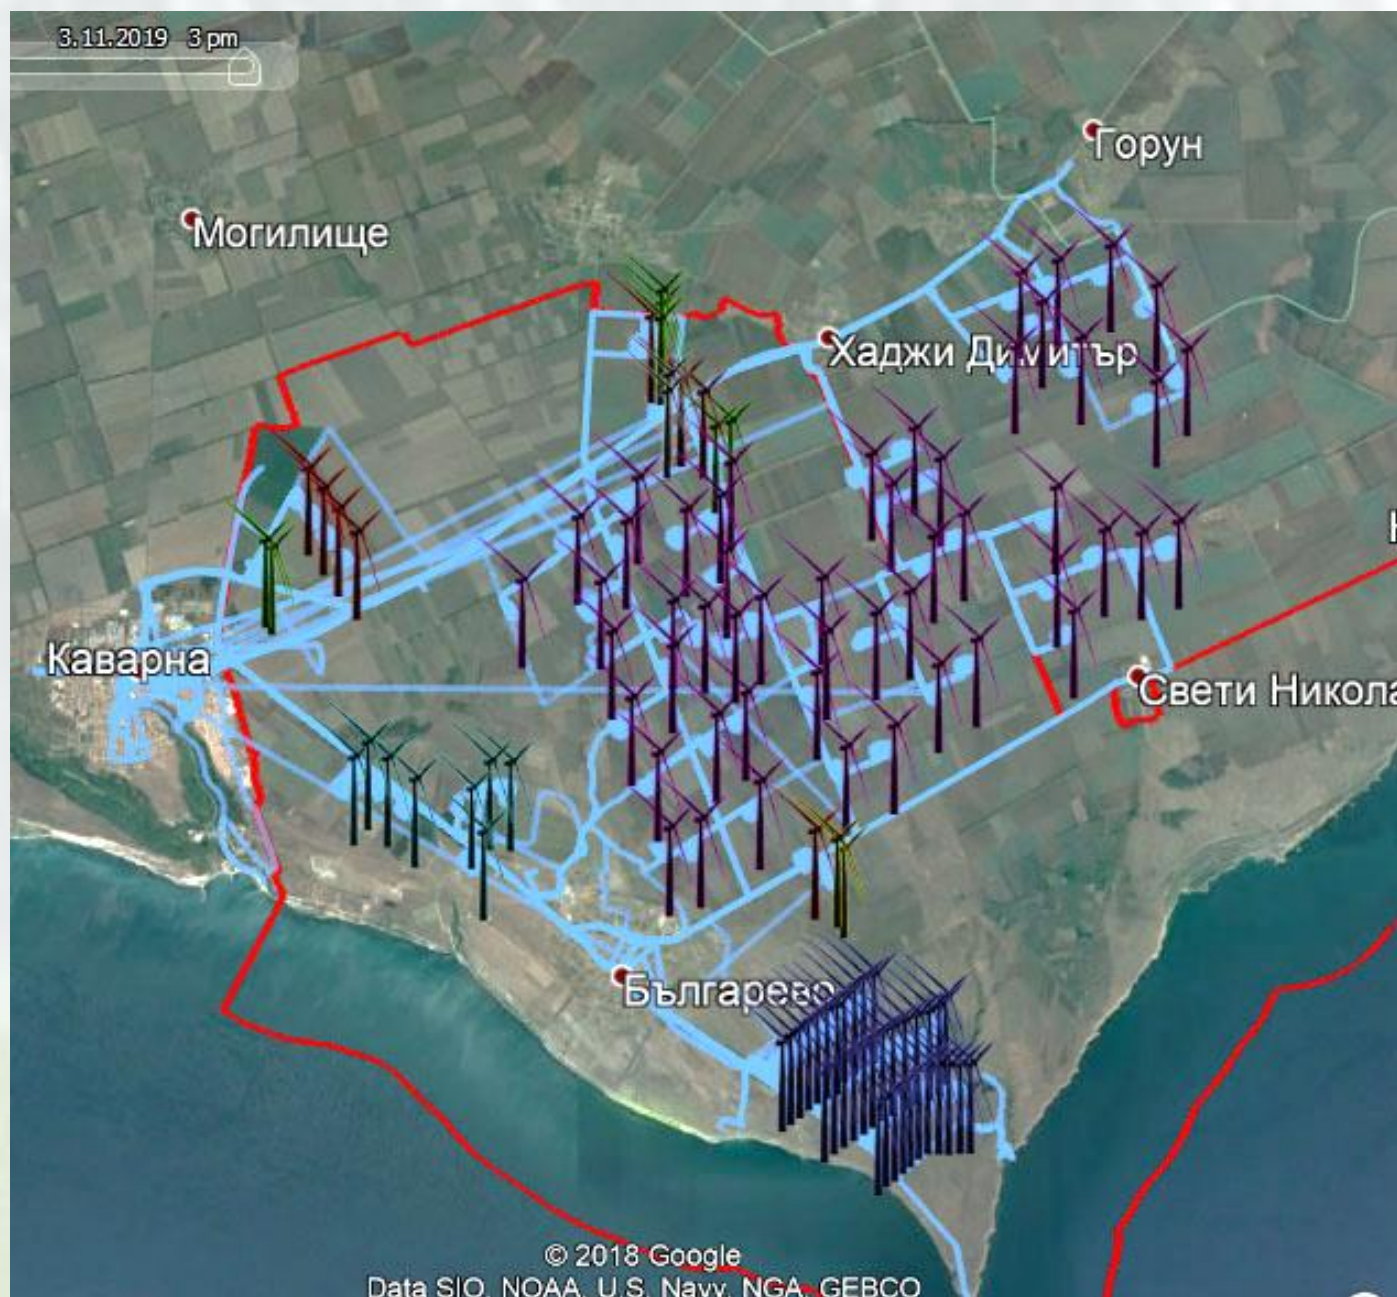 3.11.2019 3 pm
Горун
Могилище
Хаджи Димитър
Каварна
Свети Никола
Българево
© 2018 Google
Data SIO, NOAA, U.S. Navy, NGA, GEBCO